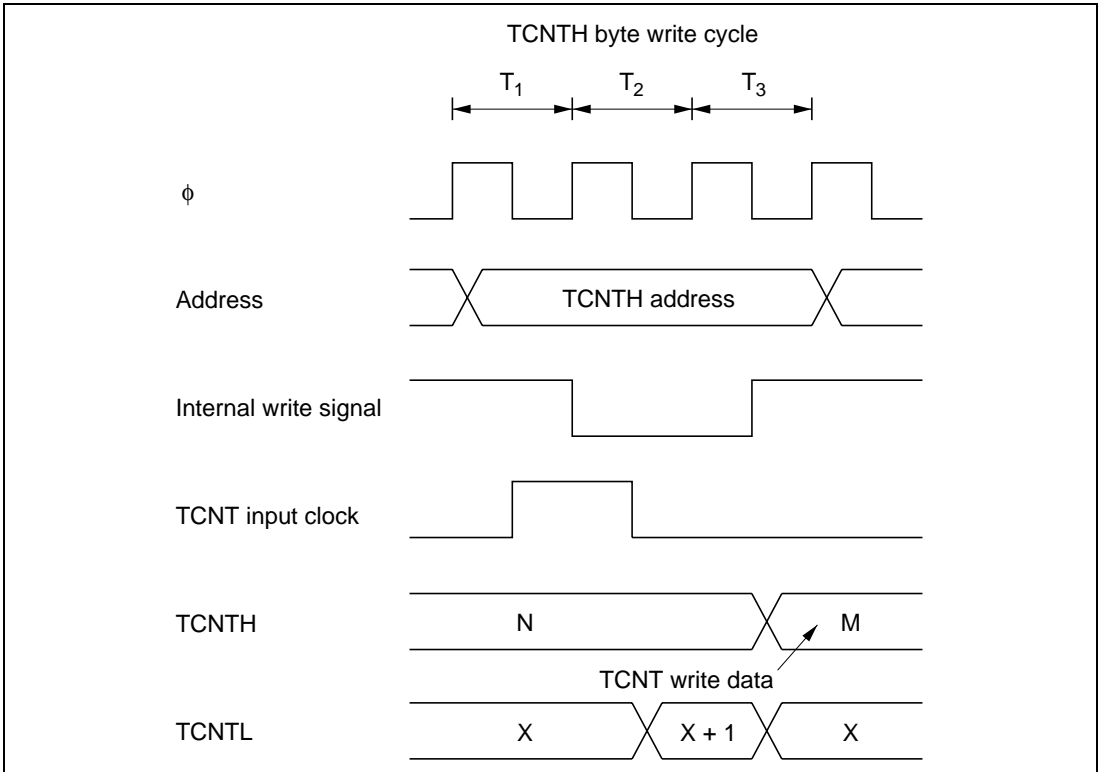 TCNTH byte write cycle
T1 T2 T3
ϕ
Address TCNTH address
Internal write signal
TCNT input clock
TCNTH N M
TCNT write data
TCNTL X X + 1 X